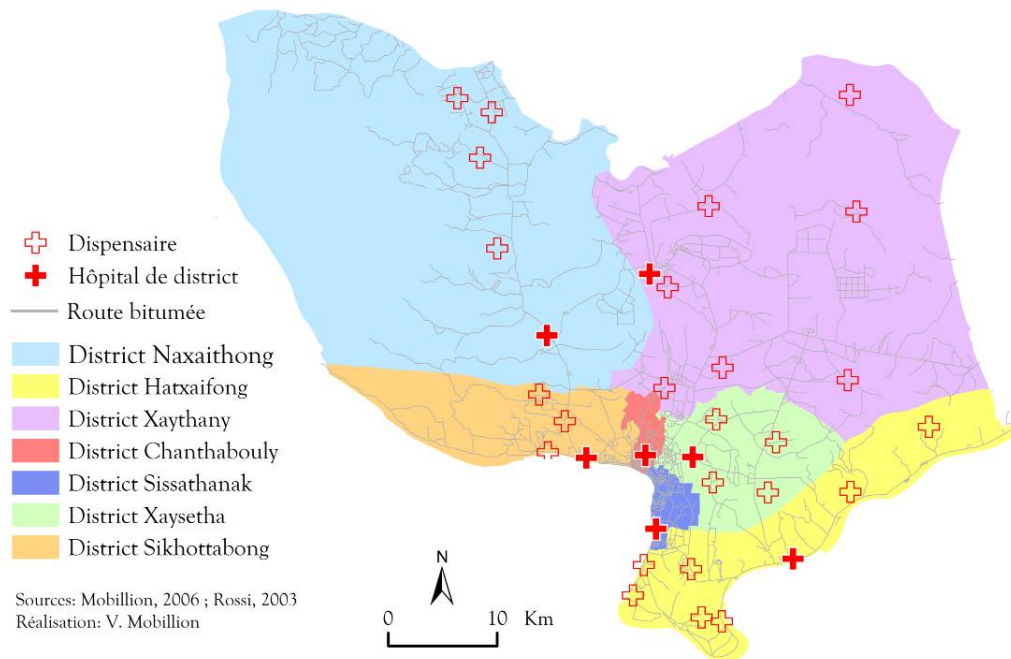 Dispensaire
Hôpital de district
Route bitumée
District Naxaithong
District Hatxaifong
District Xaythany
District Chanthabouly
District Sissathanak
District Xaysetha
District Sikhottabong
Sources: Mobillion, 2006 ; Rossi, 2003
Réalisation: V. Mobillion
N
0 10 Km